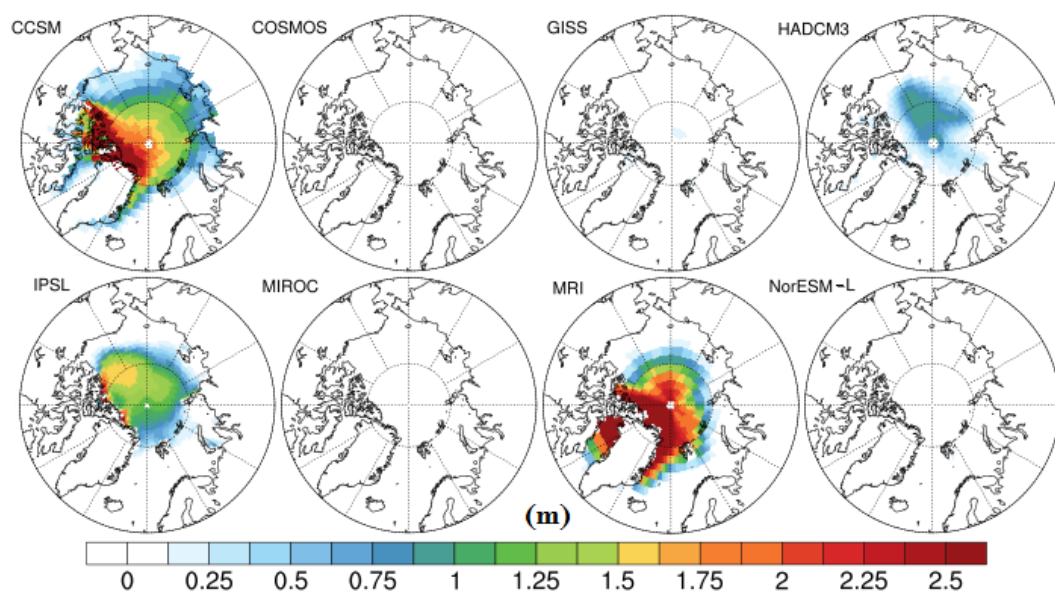 CCSM COSMOS GISS HADCM3
IPSL MIROC MRI NorESM-L
(m)
0 0.25 0.5 0.75 1 1.25 1.5 1.75 2 2.25 2.5